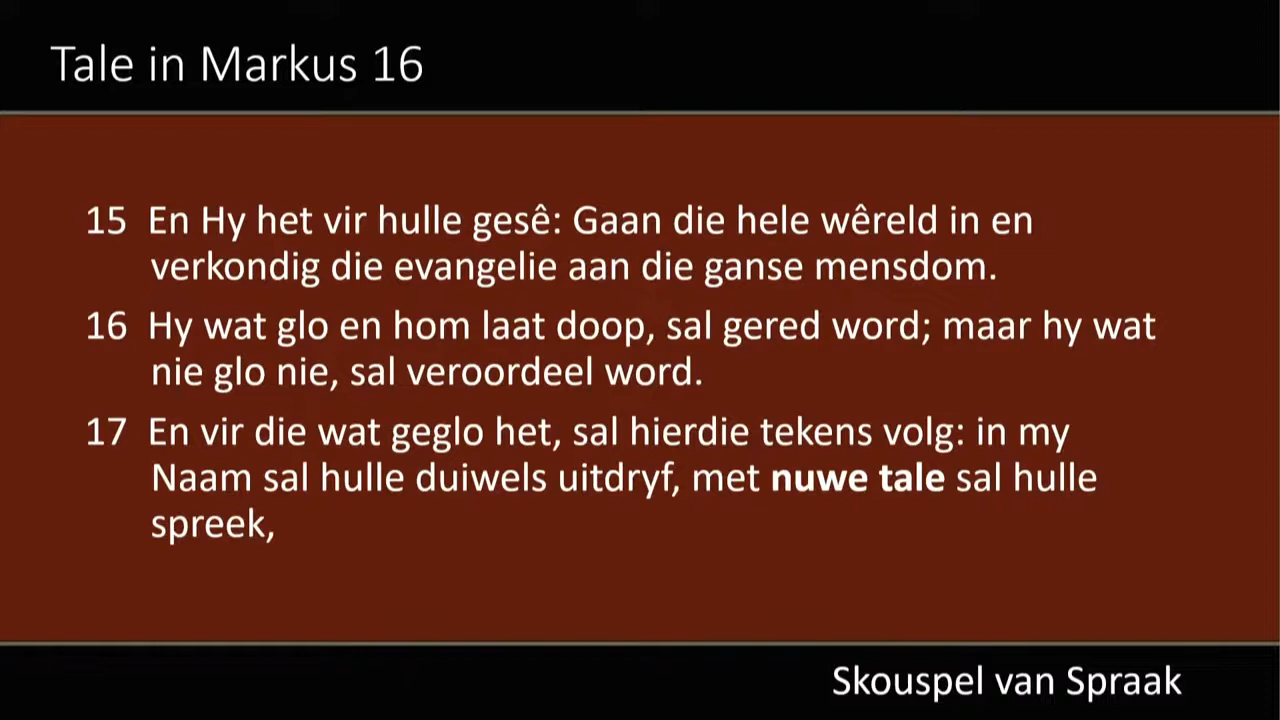 Tale in Markus 16
15 En Hy het vir hulle gesê: Gaan die hele wêreld in en
verkondig die evangelie aan die ganse mensdom.
16 Hy wat glo en hom laat doop, sal gered word; maar hy wat
nie glo nie, sal veroordeel word.
17 En vir die wat geglo het, sal hierdie tekens volg: in my
Naam sal hulle duiwels uitdryf, met nuwe tale sal hulle
spreek,
Skouspel van Spraak